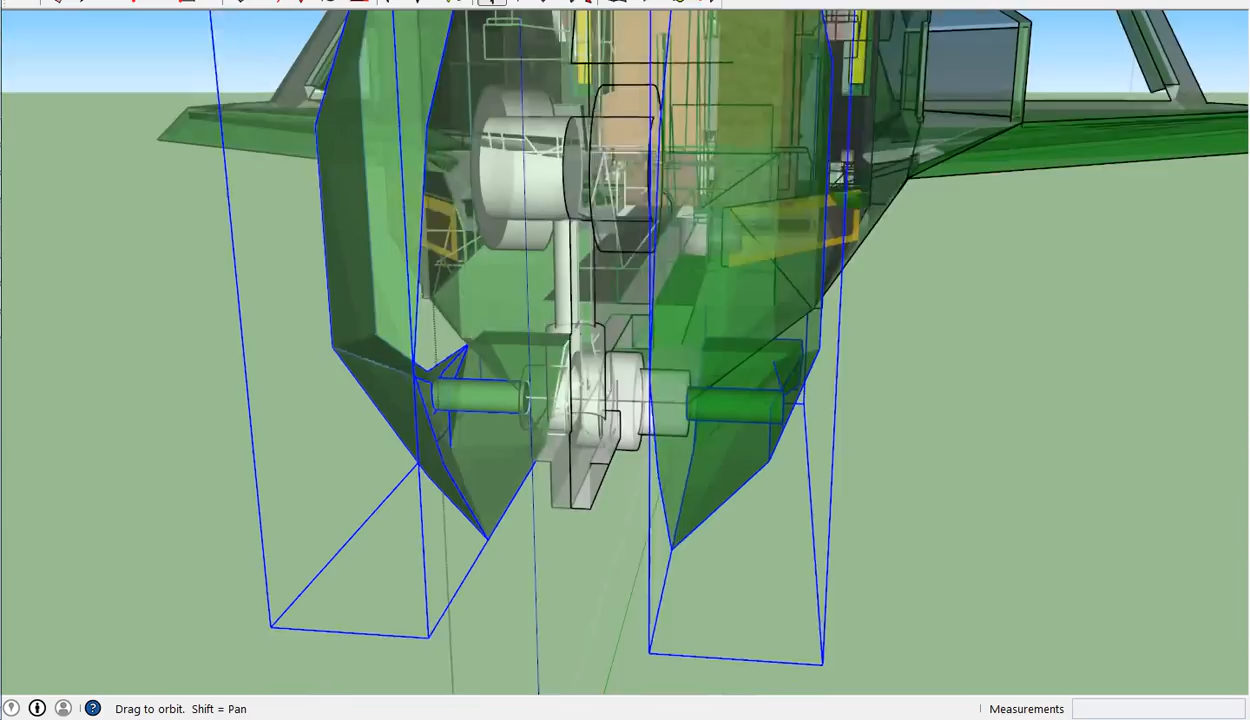 Drag to orbit. Shift = Pan
Measurements